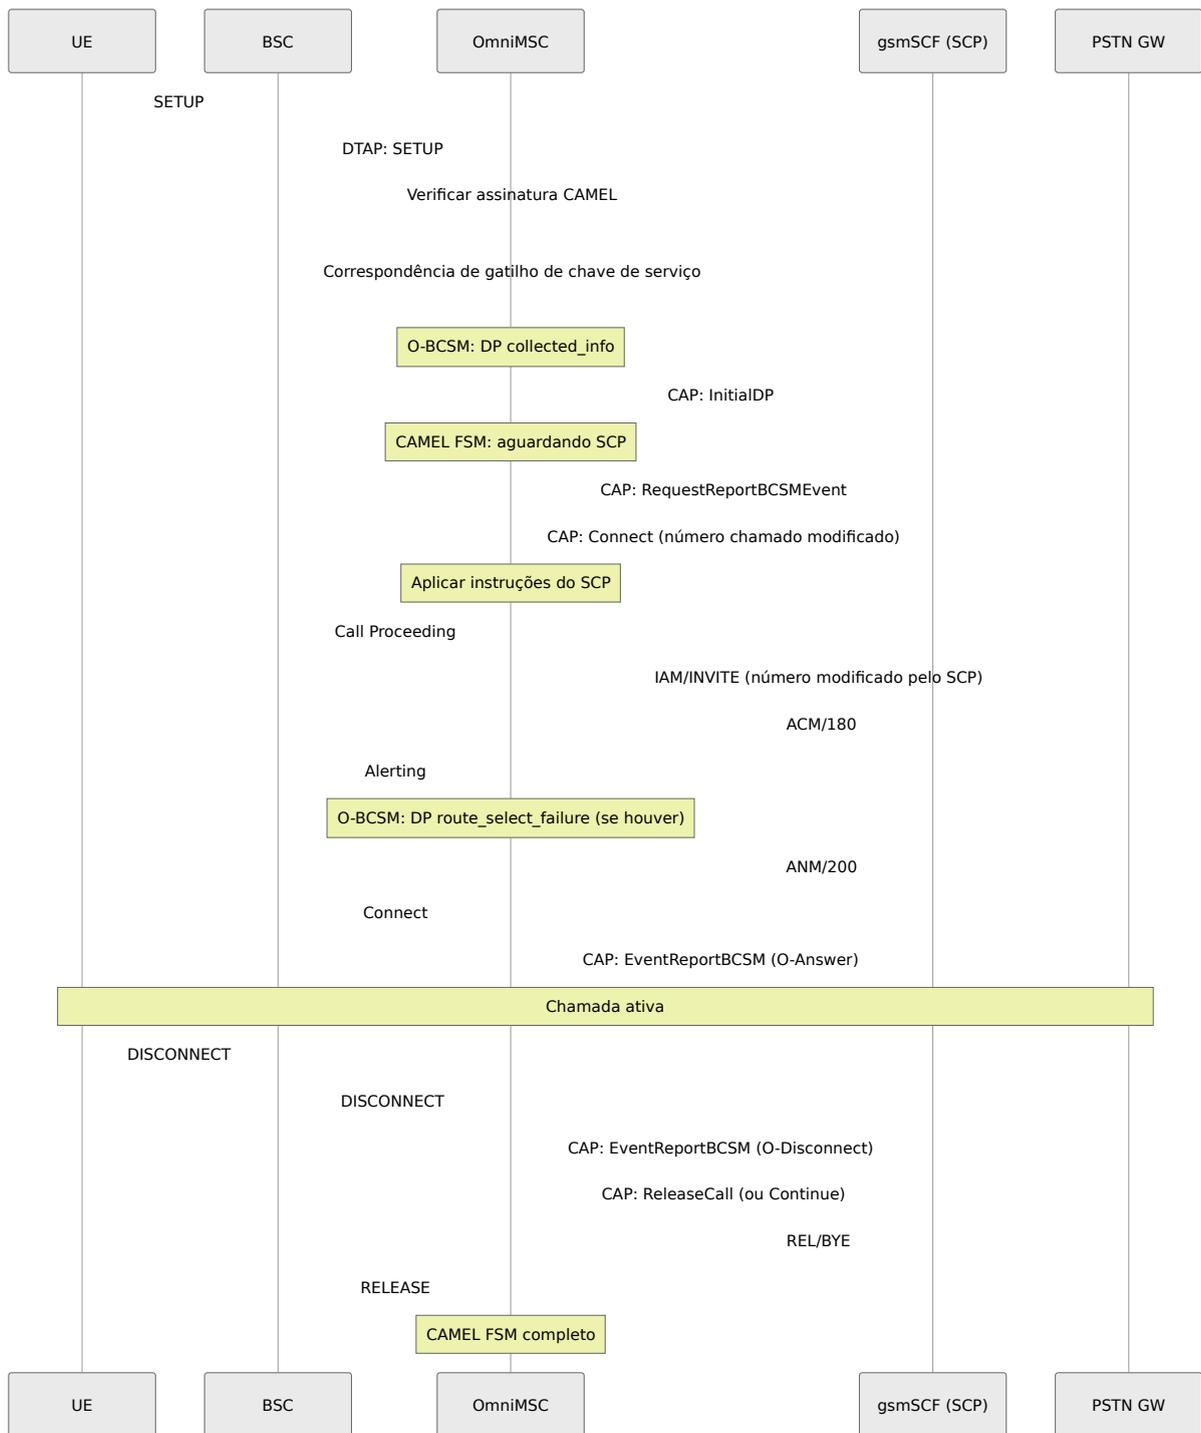 UE
BSC
OmniMSC
gsmSCF (SCP)
PSTN GW
SETUP
DTAP: SETUP
Verificar assinatura CAMEL
Correspondência de gatilho de chave de serviço
O-BCSM: DP collected_info
CAP: InitialDP
CAMEL FSM: aguardando SCP
CAP: RequestReportBCSMEvent
CAP: Connect (número chamado modificado)
Aplicar instruções do SCP
Call Proceeding
IAM/INVITE (número modificado pelo SCP)
ACM/180
Alerting
O-BCSM: DP route_select_failure (se houver)
ANM/200
Connect
CAP: EventReportBCSM (O-Answer)
Chamada ativa
DISCONNECT
DISCONNECT
CAP: EventReportBCSM (O-Disconnect)
CAP: ReleaseCall (ou Continue)
REL/BYE
RELEASE
CAMEL FSM completo
UE
BSC
OmniMSC
gsmSCF (SCP)
PSTN GW